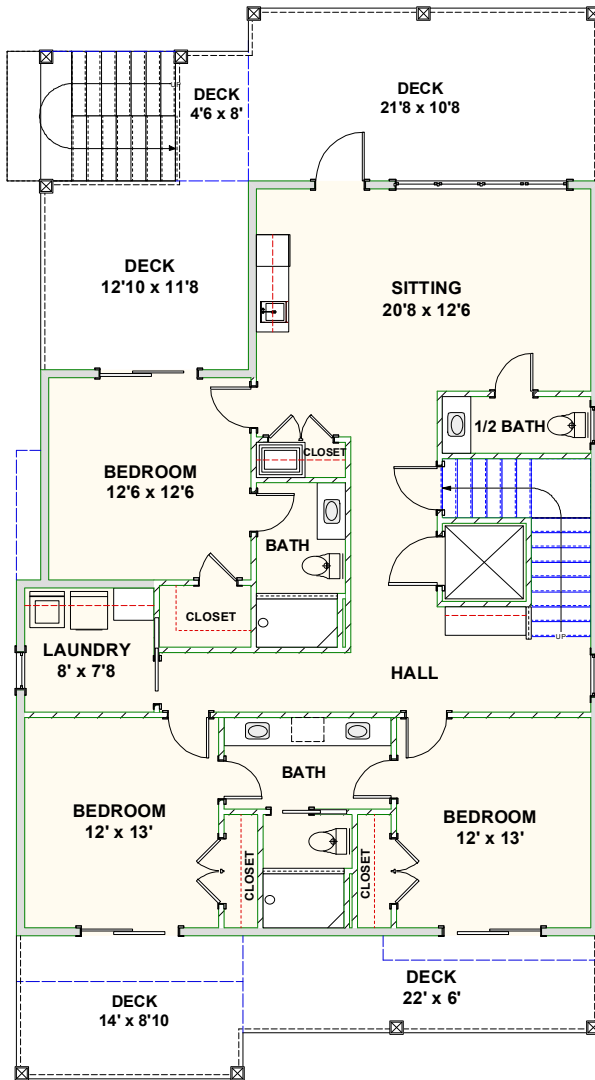 DECK
21'8 x 10'8
DECK
4'6 x 8'
UP
DECK
12'10 x 11'8
SITTING
20'8 x 12'6
1/2 BATH
CLOSET
BEDROOM
12'6 x 12'6
BATH
CLOSET
LAUNDRY
8' x 7'8
UP
HALL
BATH
BEDROOM
12' x 13'
BEDROOM
12' x 13'
CLOSET
CLOSET
DECK
22' x 6'
DECK
14' x 8'10